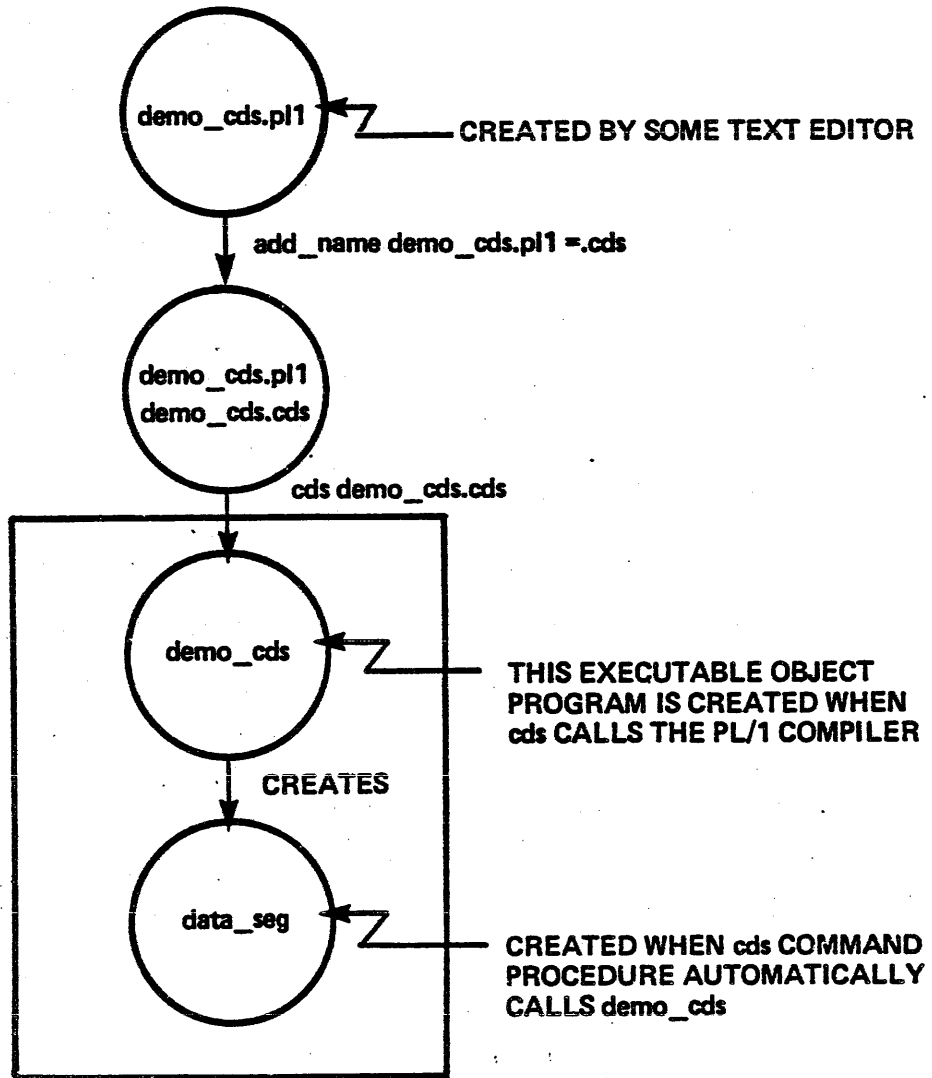 demo_cds.pl1
CREATED BY SOME TEXT EDITOR
add_name demo_cds.pl1 =.cds
demo_cds.pl1
demo_cds.cds
cds demo_cds.cds
demo_cds
THIS EXECUTABLE OBJECT
PROGRAM IS CREATED WHEN
cds CALLS THE PL/1 COMPILER
CREATES
data_seg
CREATED WHEN cds COMMAND
PROCEDURE AUTOMATICALLY
CALLS demo_cds